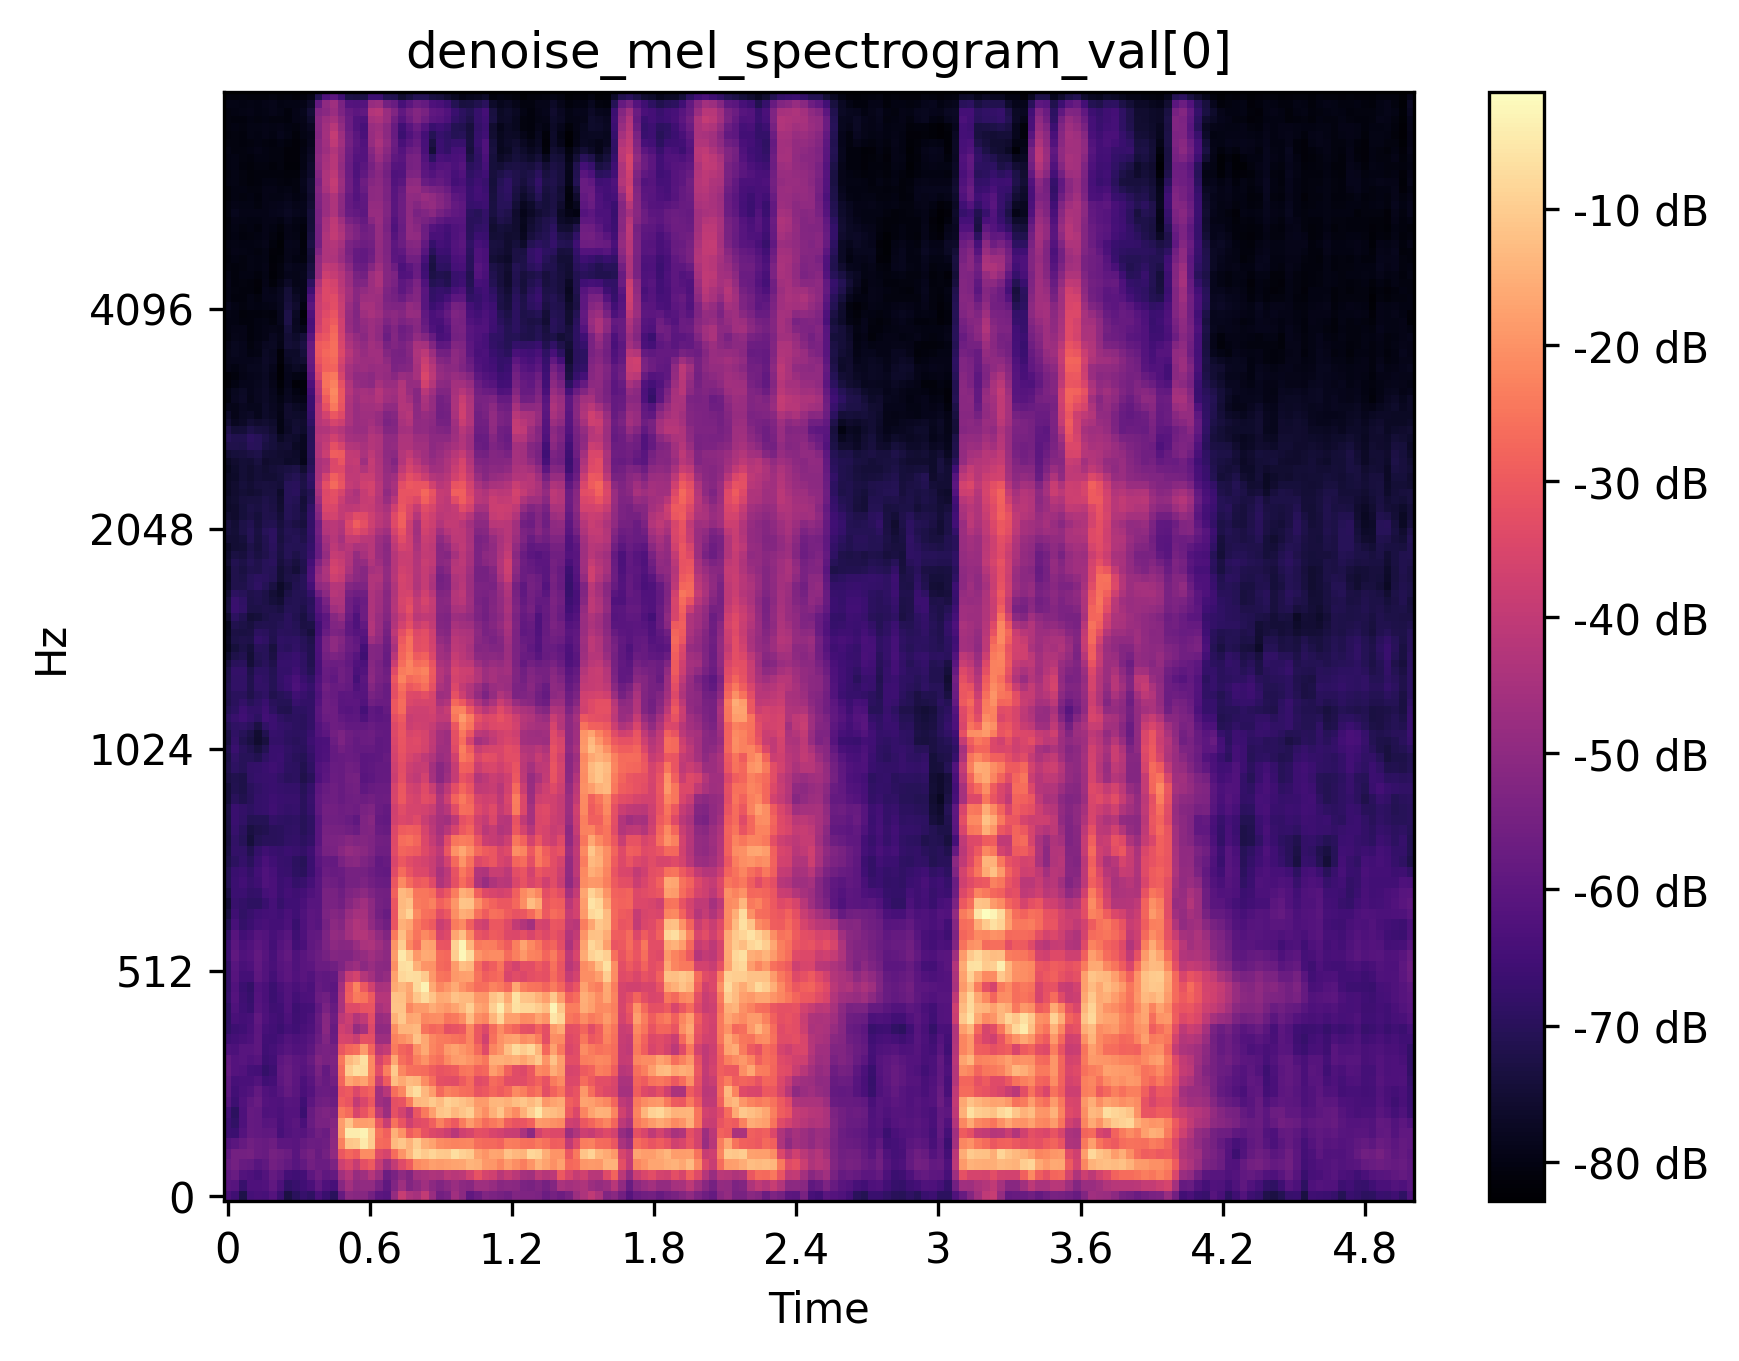 denoise_mel_spectrogram_val[0]
Hz
4096
2048
1024
512
0
0 0.6 1.2 1.8 2.4 3 3.6 4.2 4.8
Time
-10 dB
-20 dB
-30 dB
-40 dB
-50 dB
-60 dB
-70 dB
-80 dB